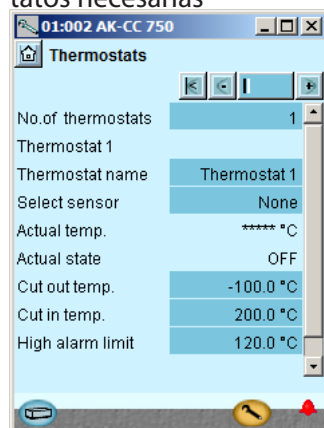 tatos necesarias
01:002 AK-CC 750
Thermostats
No.of thermostats 1
Thermostat 1
Thermostat name Thermostat 1
Select sensor None
Actual temp. ***** °C
Actual state OFF
Cut out temp. -100.0 °C
Cut in temp. 200.0 °C
High alarm limit 120.0 °C